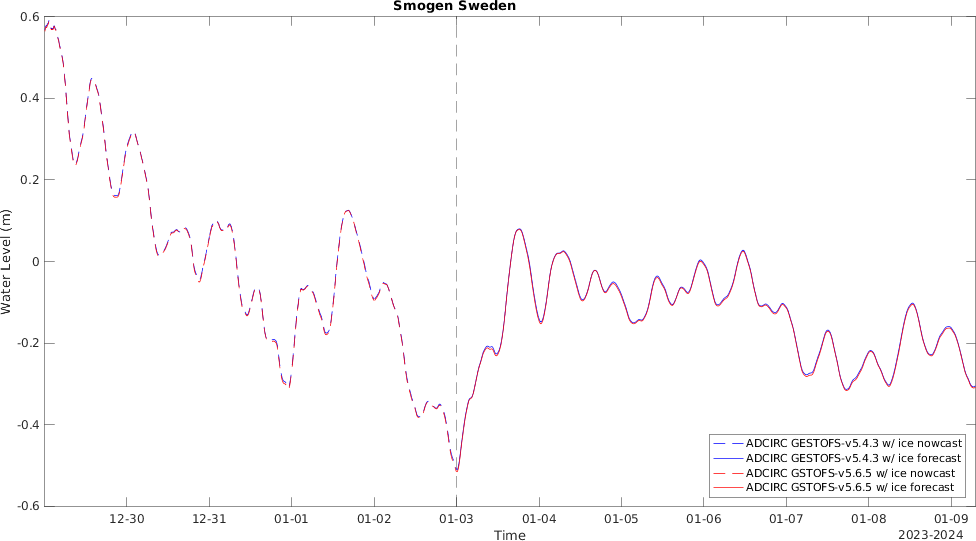 Smogen Sweden
0.6
0.4
0.2
0
-0.2
-0.4
-0.6
Water Level (m)
ADCIRC GESTOFS-v5.4.3 w/ ice nowcast
ADCIRC GESTOFS-v5.4.3 w/ ice forecast
ADCIRC GSTOFS-v5.6.5 w/ ice nowcast
ADCIRC GSTOFS-v5.6.5 w/ ice forecast
12-30 12-31 01-01 01-02 01-03 01-04 01-05 01-06 01-07 01-08 01-09
Time
2023-2024